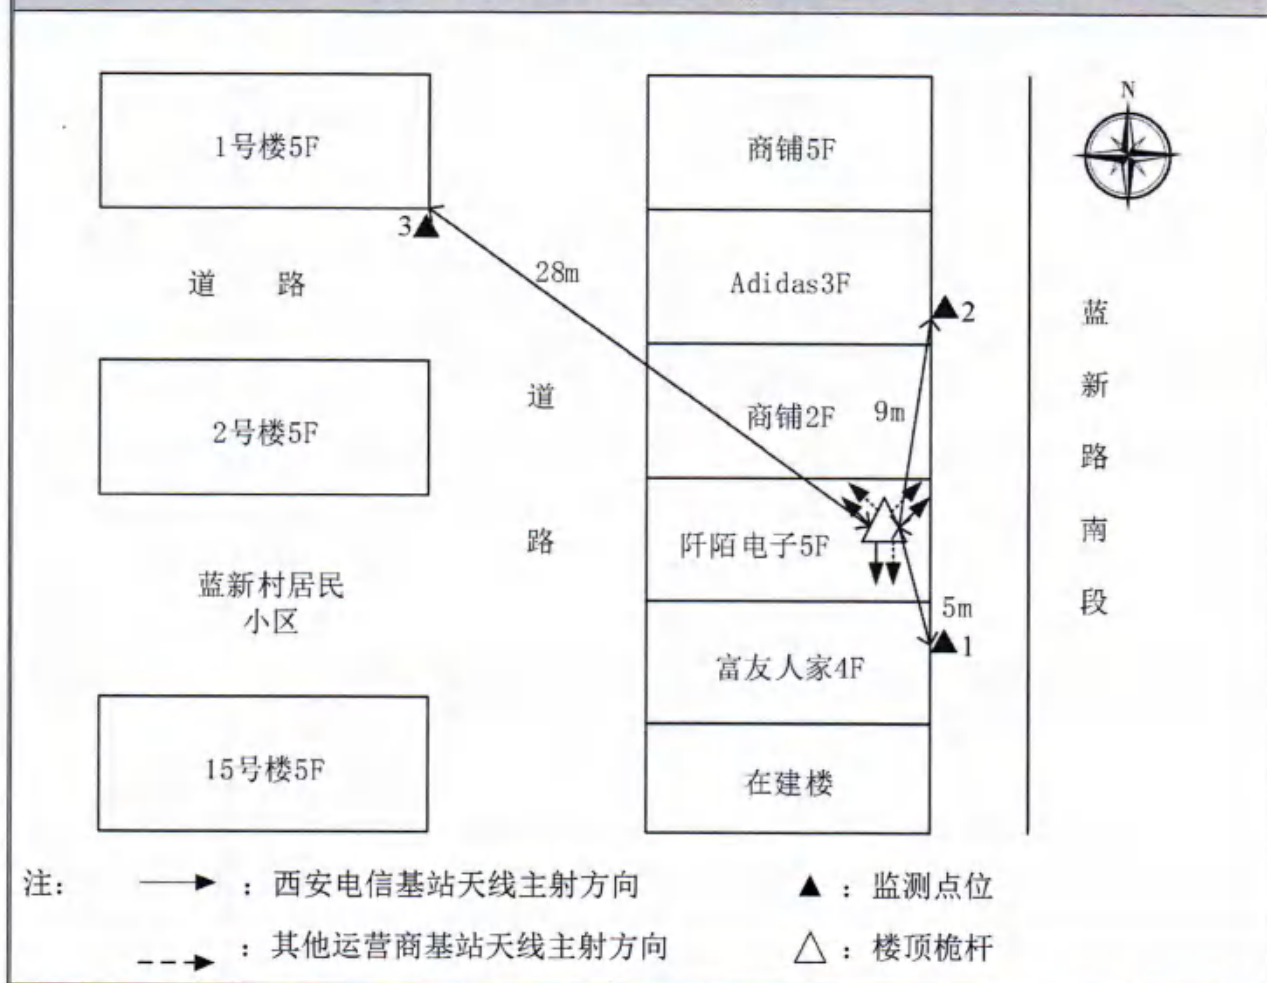 N
1号楼5F
商铺5F
3
28m
道 路
Adidas3F
2
蓝新路南段
道路
2号楼5F
商铺2F
9m
阡陌电子5F
蓝新村居民
小区
5m
1
富友人家4F
15号楼5F
在建楼
注：
：西安电信基站天线主射方向
：监测点位
：其他运营商基站天线主射方向
：楼顶桅杆